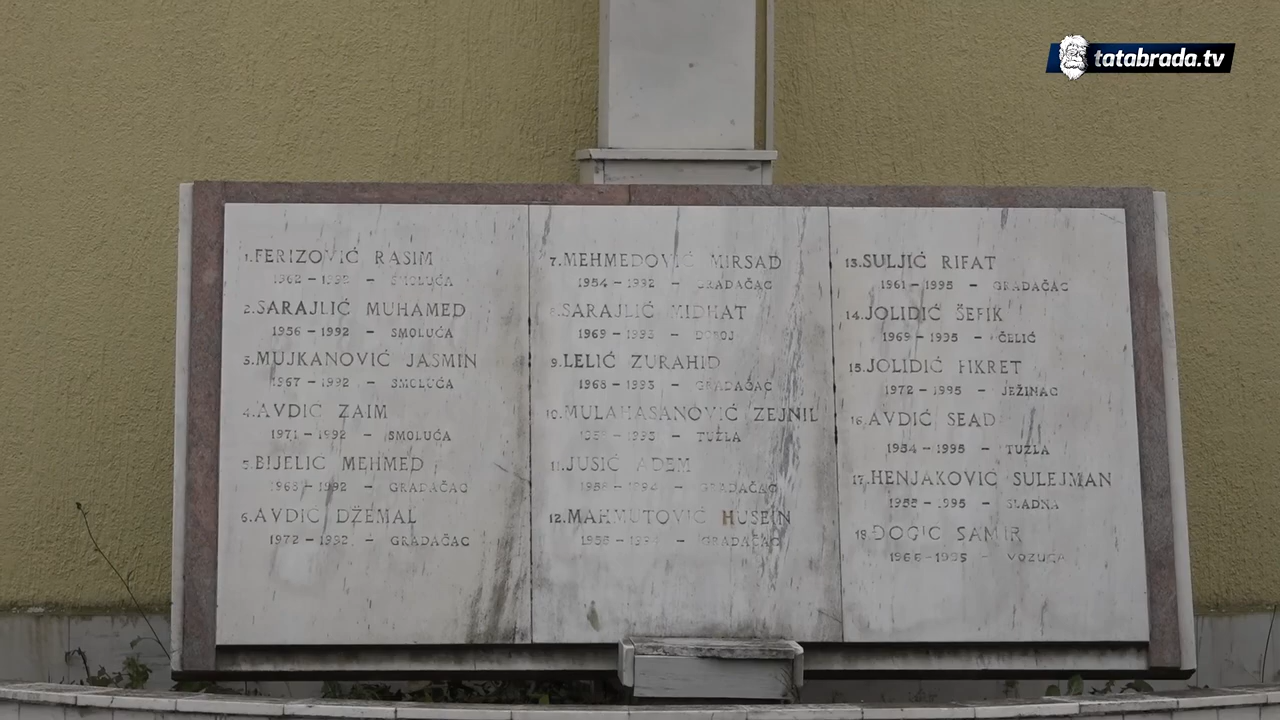 tatabrada.tv
1. FERIZOVIĆ RASIM
1962 - 1992 - SMOLUĆA
2. SARAJLIĆ MUHAMED
1956 - 1992 - SMOLUĆA
3. MUJKANOVIĆ JASMIN
1967 - 1992 - SMOLUĆA
4. AVDIĆ ZAIM
1971 - 1992 - SMOLUĆA
5. BIJELIĆ MEHMED
1992 - GRADAČAC
6. AVDIĆ DŽEMAL
1972 - 1992 - GRADAČAC
7. MEHMEDOVIĆ MIRSAD
1954 - 1992 - GRADAČAC
8. SARAJLIĆ MIDHAT
1969 - 1993 - DOBOJ
9. LELIĆ ZURAHID
1968 - 1993 - GRADAČAC
10. MULAHASANOVIĆ ZEJNIL
1993 - TUZLA
11. JUSIĆ ADEM
1994 - GRADAČAC
12. MAHMUTOVIĆ HUSEIN
1994 - GRADAČAC
13. SULJIĆ RIFAT
1961 - 1995 - GRADAČAC
14. JOLIDIĆ ŠEFIK
1969 - 1995 - ČELIĆ
15. JOLIDIĆ FIKRET
1972 - 1995 - JEŽINAC
16. AVDIĆ SEAD
1954 - 1995 - TUZLA
17. HENJAKOVIĆ SULEJMAN
1995 - SLADNA
18. ĐOGIĆ SAMIR
1966 - 1995 - VOZUĆA